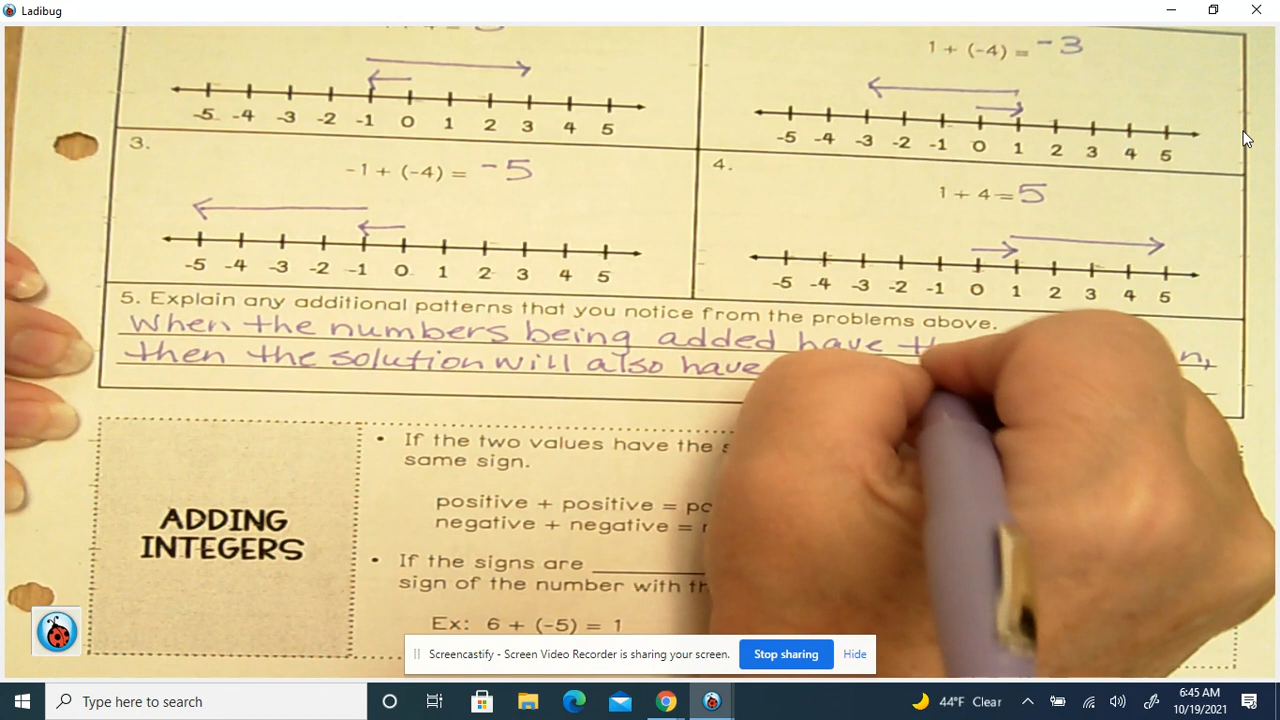 Ladibug
1 + (-4) = -3
-5 -4 -3 -2 -1 0 1 2 3 4 5
-5 -4 -3 -2 -1 0 1 2 3 4 5
3.
-1 + (-4) = -5
4.
1 + 4 = 5
-5 -4 -3 -2 -1 0 1 2 3 4 5
-5 -4 -3 -2 -1 0 1 2 3 4 5
5. Explain any additional patterns that you notice from the problems above.
When the numbers being added have
then the solution will also have
ADDING
INTEGERS
• If the two values have the
same sign.
positive + positive =
negative + negative =
• If the signs are ________
sign of the number with
Ex: 6 + (-5) = 1
Screencastify - Screen Video Recorder is sharing your screen.
Stop sharing
Hide
Type here to search
44°F Clear
6:45 AM
10/19/2021